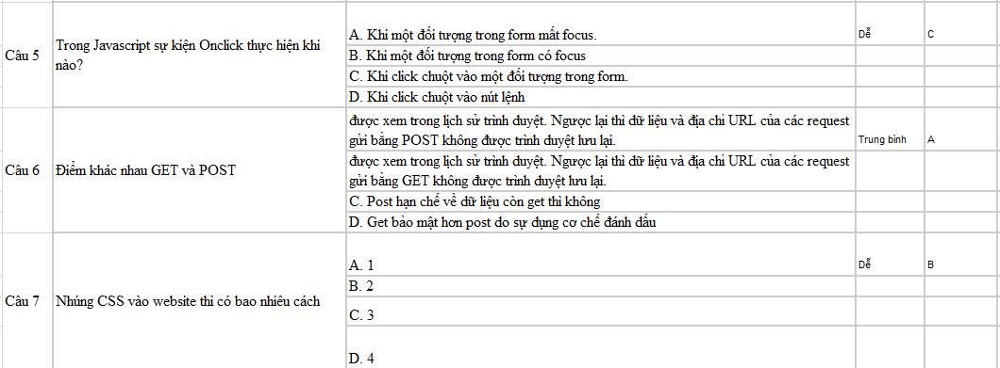 Câu 5
Trong Javascript sự kiện Onclick thực hiện khi
nào?
A. Khi một đối tượng trong form mất focus.
Dễ
C
B. Khi một đối tượng trong form có focus
C. Khi click chuột vào một đối tượng trong form.
D. Khi click chuột vào nút lệnh
Câu 6
Điểm khác nhau GET và POST
được xem trong lịch sử trình duyệt. Ngược lại thì dữ liệu và địa chỉ URL của các request
gửi bằng POST không được trình duyệt lưu lại.
Trung bình
A
được xem trong lịch sử trình duyệt. Ngược lại thì dữ liệu và địa chỉ URL của các request
gửi bằng GET không được trình duyệt lưu lại.
C. Post hạn chế về dữ liệu còn get thì không
D. Get bảo mật hơn post do sự dụng cơ chế đánh dấu
Câu 7
Nhúng CSS vào website thì có bao nhiêu cách
A. 1
Dễ
B
B. 2
C. 3
D. 4